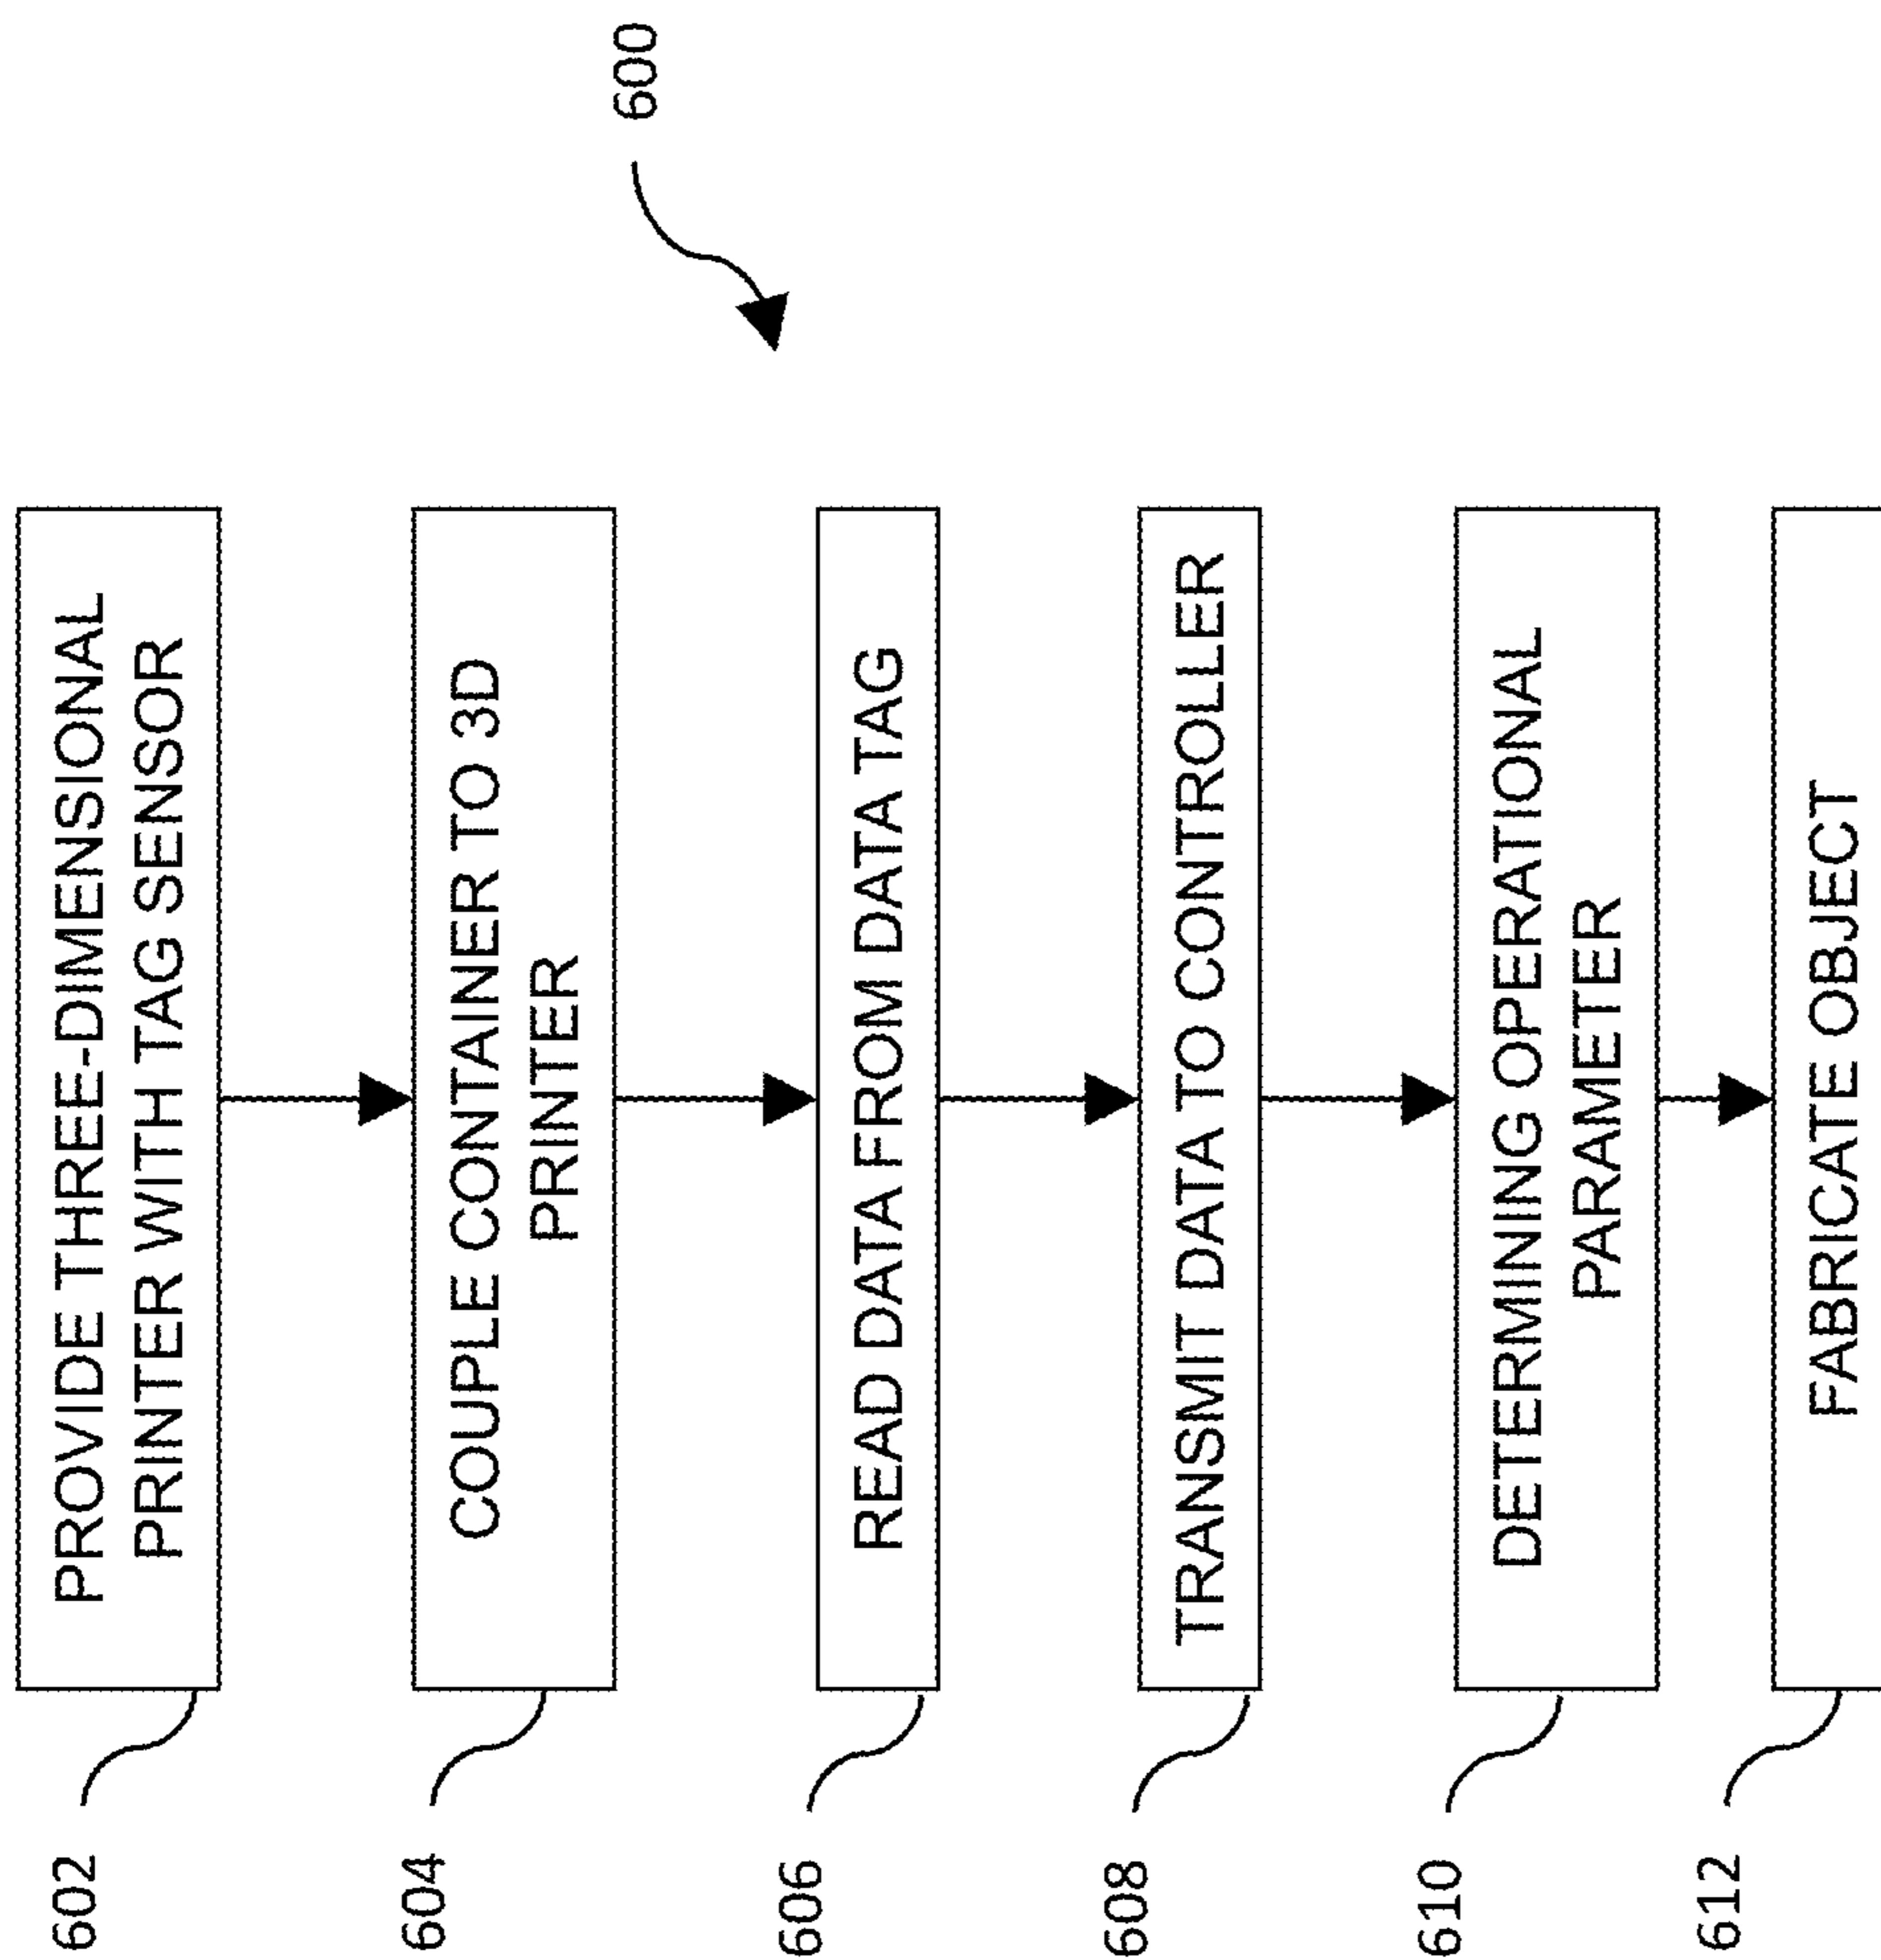 600
602
PROVIDE THREE-DIMENSIONAL
PRINTER WITH TAG SENSOR
604
COUPLE CONTAINER TO 3D
PRINTER
606
READ DATA FROM DATA TAG
608
TRANSMIT DATA TO CONTROLLER
610
DETERMINING OPERATIONAL
PARAMETER
612
FABRICATE OBJECT